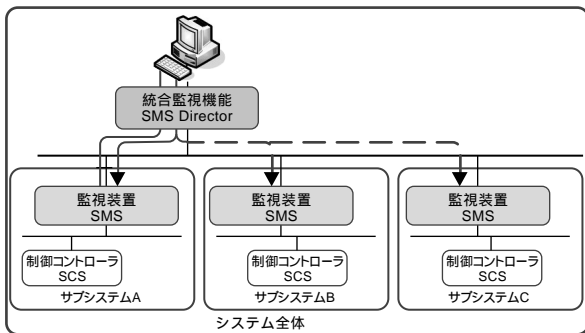 統合監視機能
SMS Director
監視装置
SMS
監視装置
SMS
監視装置
SMS
制御コントローラ
SCS
制御コントローラ
SCS
制御コントローラ
SCS
サブシステムA
サブシステムB
サブシステムC
システム全体